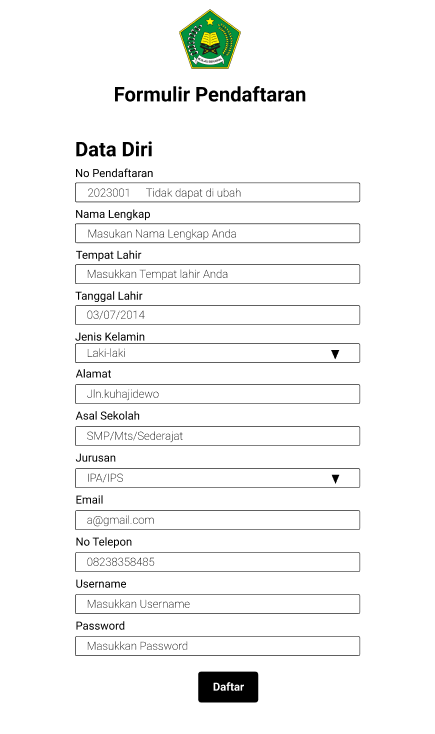 Formulir Pendaftaran
Data Diri
No Pendaftaran
2023001 Tidak dapat di ubah
Nama Lengkap
Masukan Nama Lengkap Anda
Tempat Lahir
Masukkan Tempat lahir Anda
Tanggal Lahir
03/07/2014
Jenis Kelamin
Laki-laki
Alamat
Jln.kuhajidewo
Asal Sekolah
SMP/Mts/Sederajat
Jurusan
IPA/IPS
Email
a@gmail.com
No Telepon
08238358485
Username
Masukkan Username
Password
Masukkan Password
Daftar